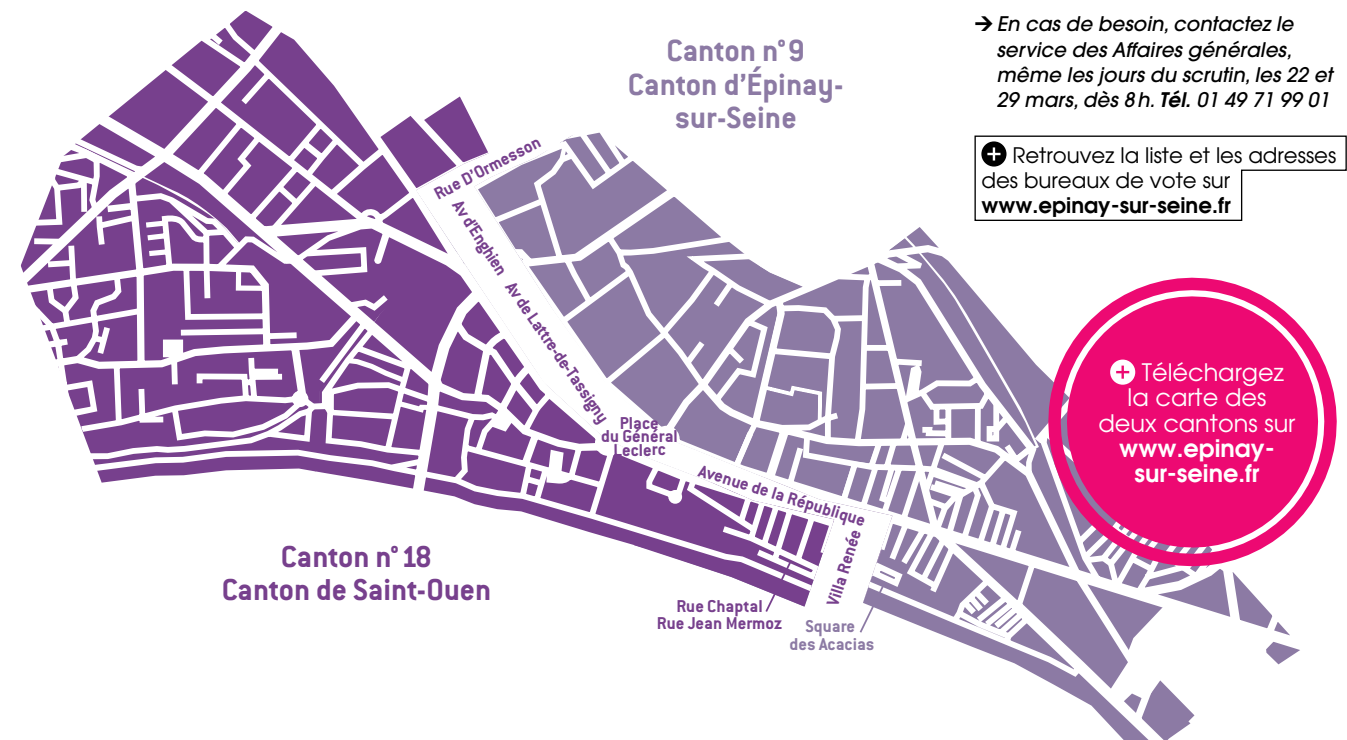 Canton n°9
Canton d'Épinay-
sur-Seine
→ En cas de besoin, contactez le
service des Affaires générales,
même les jours du scrutin, les 22 et
29 mars, dès 8h. Tél. 01 49 71 99 01
+ Retrouvez la liste et les adresses
des bureaux de vote sur
www.epinay-sur-seine.fr
Rue D'Ormesson
Av d'Enghien
Av de Lattre-de-Tassigny
Place
du Général
Leclerc
Avenue de la République
Villa Renée
+ Téléchargez
la carte des
deux cantons sur
www.epinay-
sur-seine.fr
Canton n°18
Canton de Saint-Ouen
Rue Chaptal
Rue Jean Mermoz
Square
des Acacias